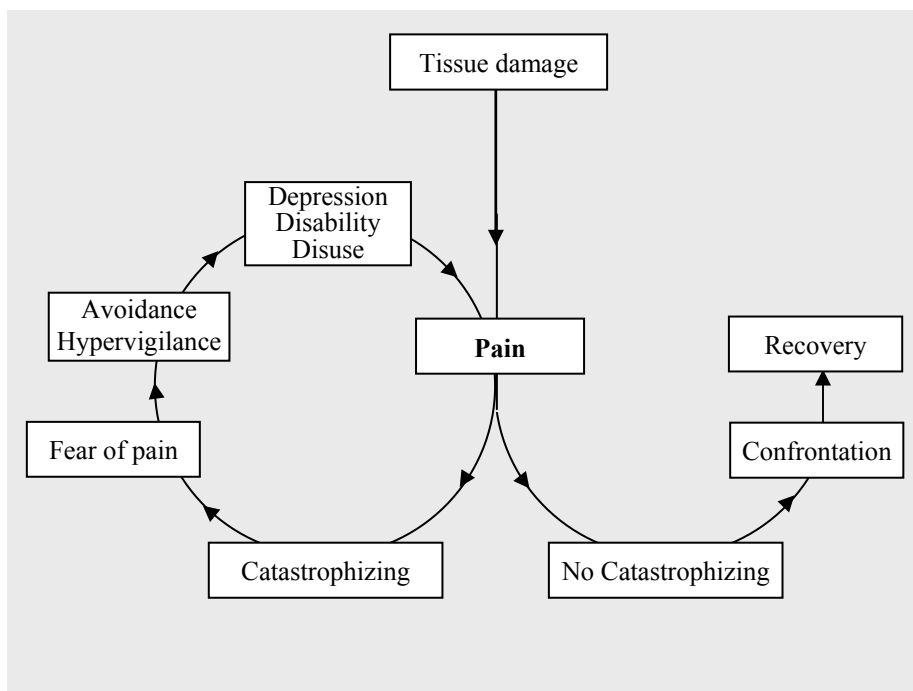 Tissue damage
Depression
Disability
Disuse
Avoidance
Hypervigilance
Pain
Recovery
Fear of pain
Confrontation
Catastrophizing
No Catastrophizing